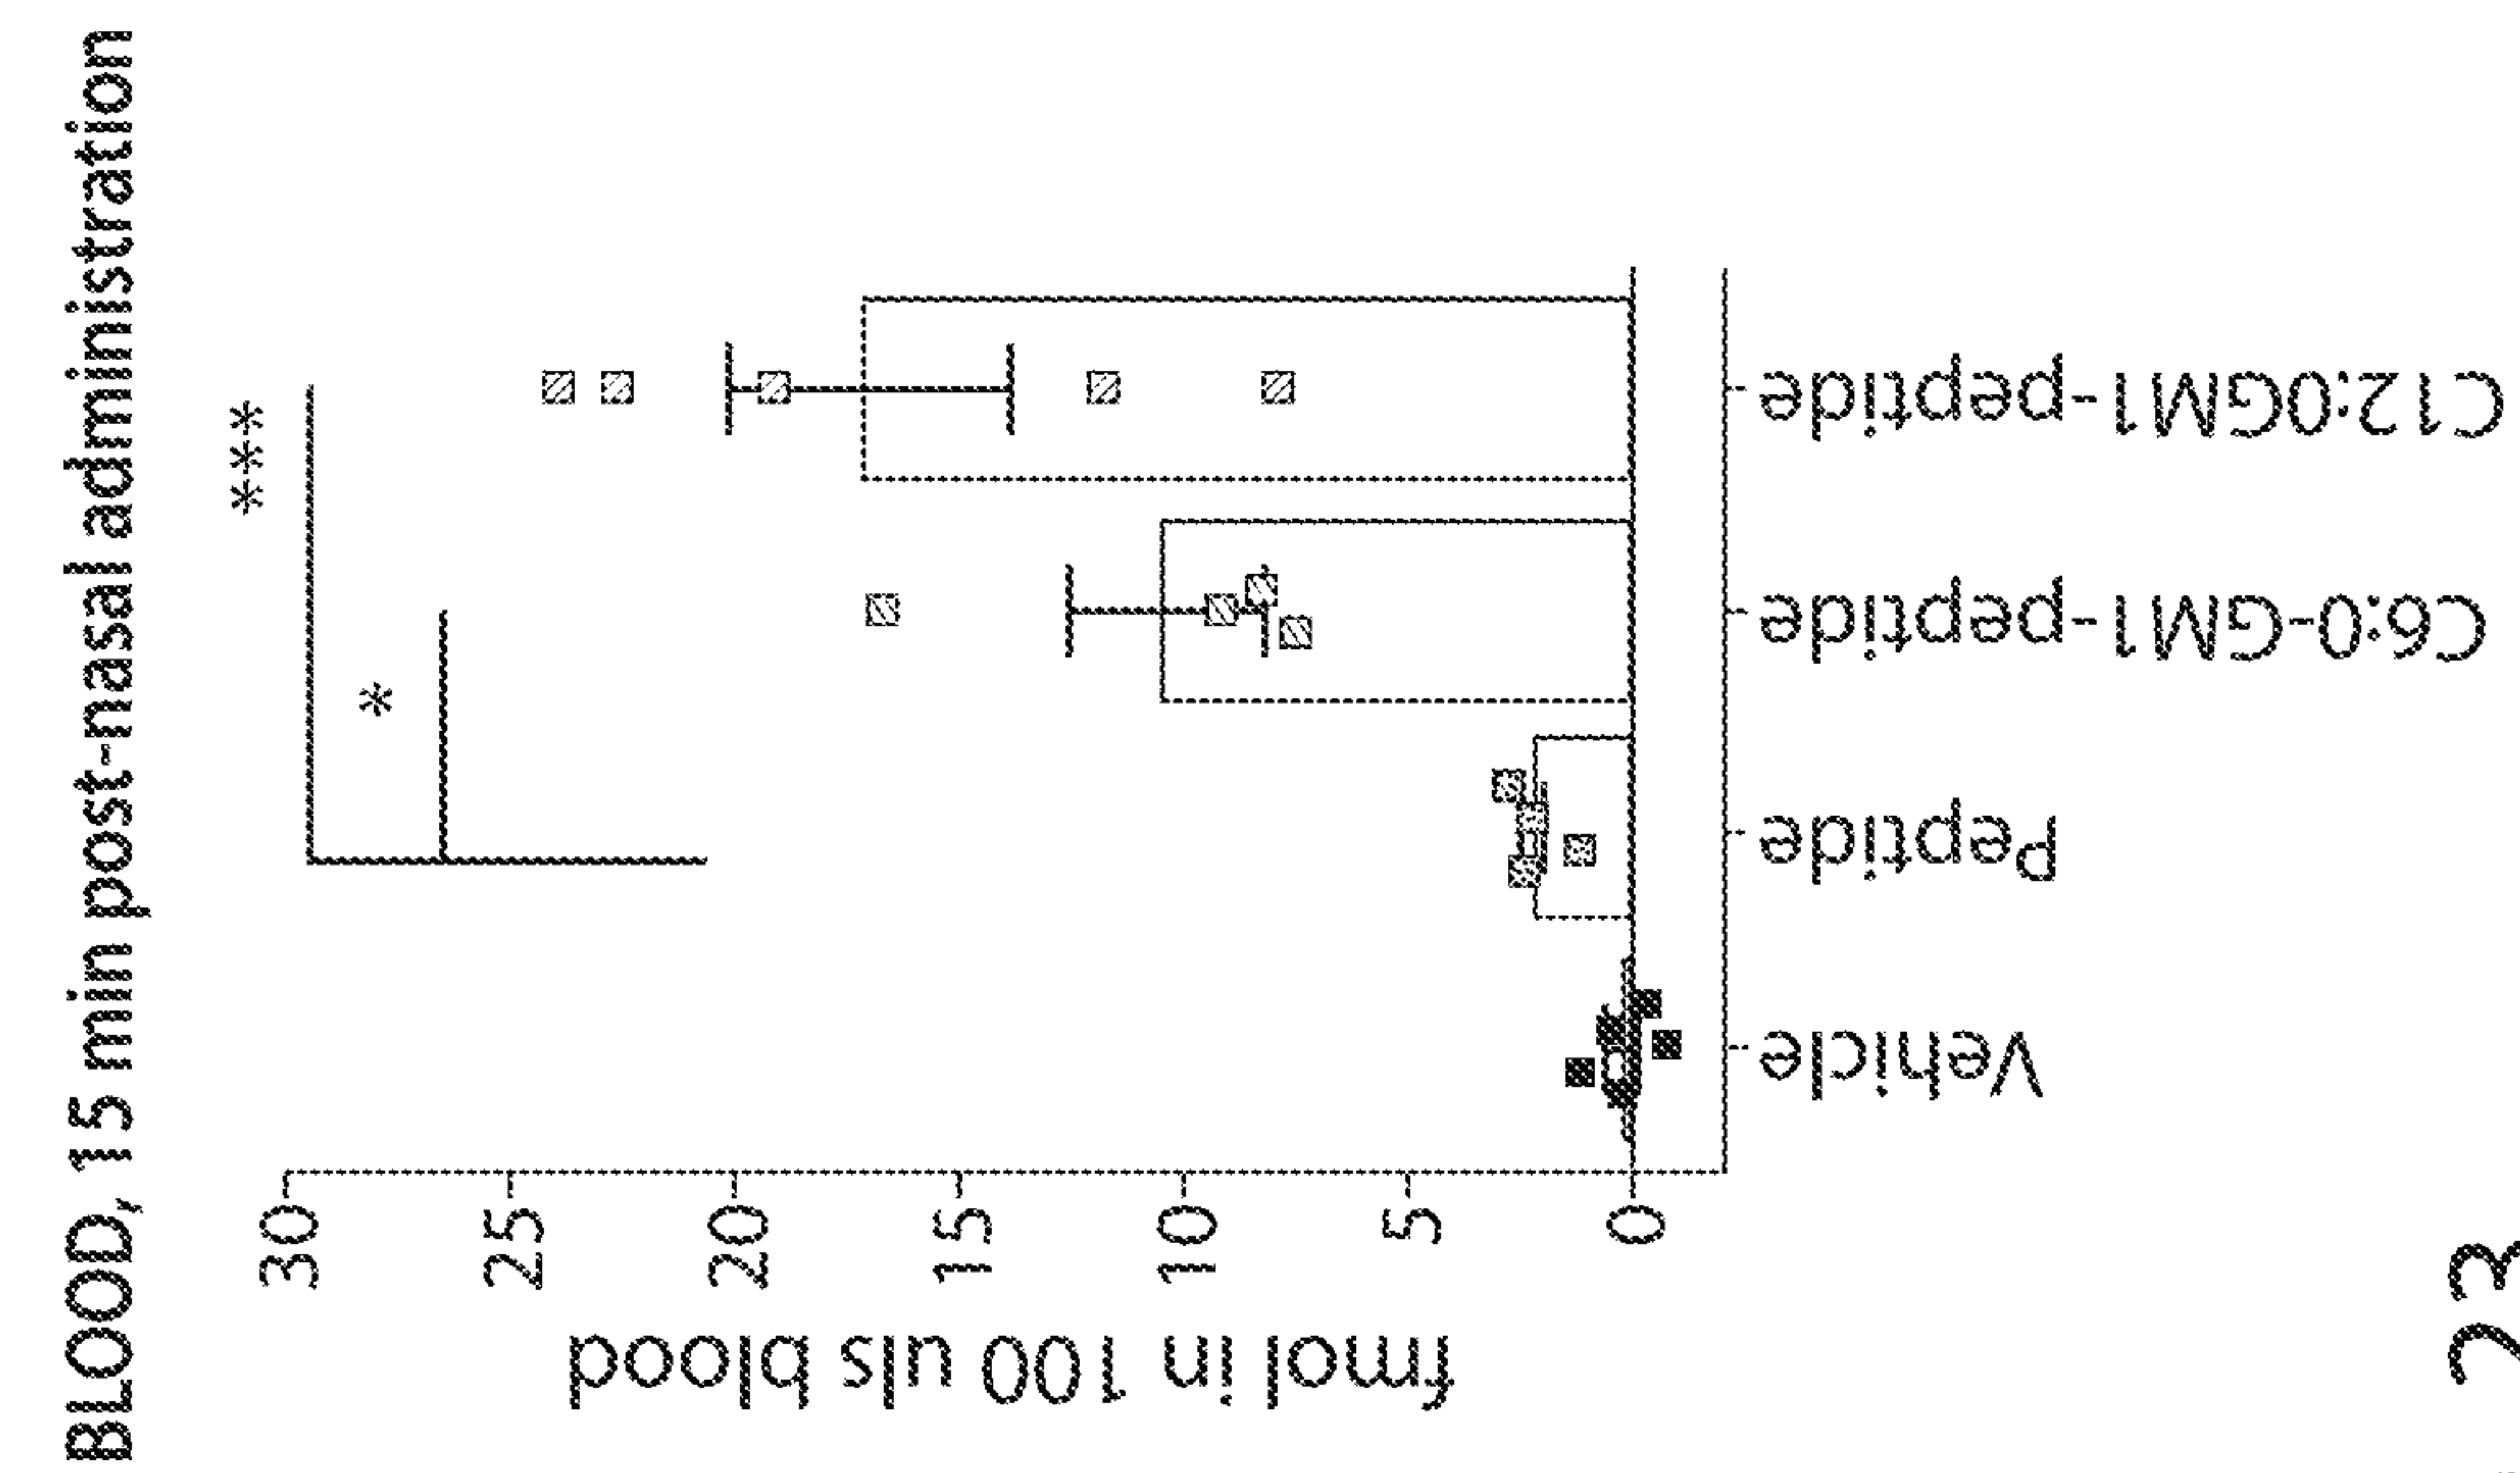 BLOOD, 15 min post-nasal administration
***
*
30
25
20
15
10
5
0
fmol in 100 uls blood
Vehicle
Peptide
C6:0-GM1-peptide
C12:0GM1-peptide